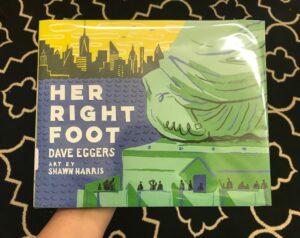 HER
RIGHT
FOOT
DAVE EGGERS
ART BY
SHAWN HARRIS